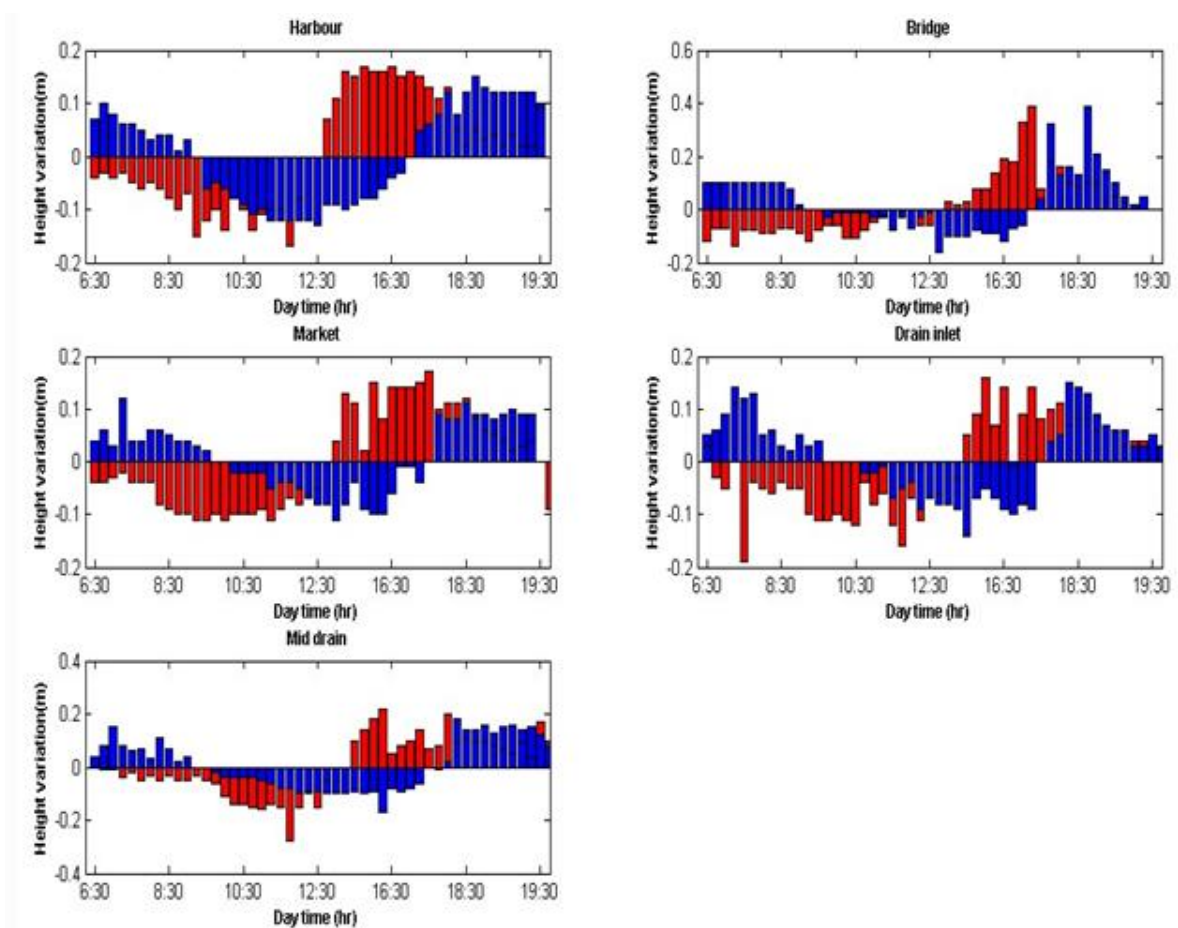 Harbour
Height variation(m)
0.2
0.1
0
-0.1
-0.2
6:30 8:30 10:30 12:30 16:30 18:30 19:30
Day time (hr)
Bridge
Height variation(m)
0.6
0.4
0.2
0
-0.2
6:30 8:30 10:30 12:30 16:30 18:30 19:30
Day time (hr)
Market
Height variation(m)
0.2
0.1
0
-0.1
-0.2
6:30 8:30 10:30 12:30 16:30 18:30 19:30
Day time (hr)
Drain inlet
Height variation(m)
0.2
0.1
0
-0.1
-0.2
6:30 8:30 10:30 12:30 16:30 18:30 19:30
Day time (hr)
Mid drain
Height variation(m)
0.4
0.2
0
-0.2
-0.4
6:30 8:30 10:30 12:30 16:30 18:30 19:30
Day time (hr)